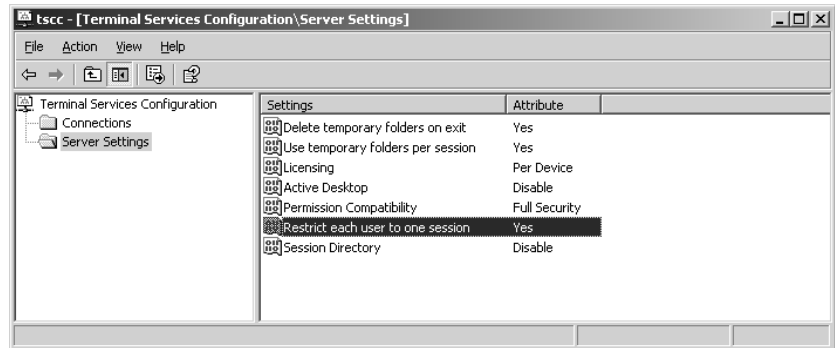 tscc - [Terminal Services Configuration\Server Settings]
File Action View Help
Terminal Services Configuration
Connections
Server Settings
Settings Attribute
Delete temporary folders on exit Yes
Use temporary folders per session Yes
Licensing Per Device
Active Desktop Disable
Permission Compatibility Full Security
Restrict each user to one session Yes
Session Directory Disable